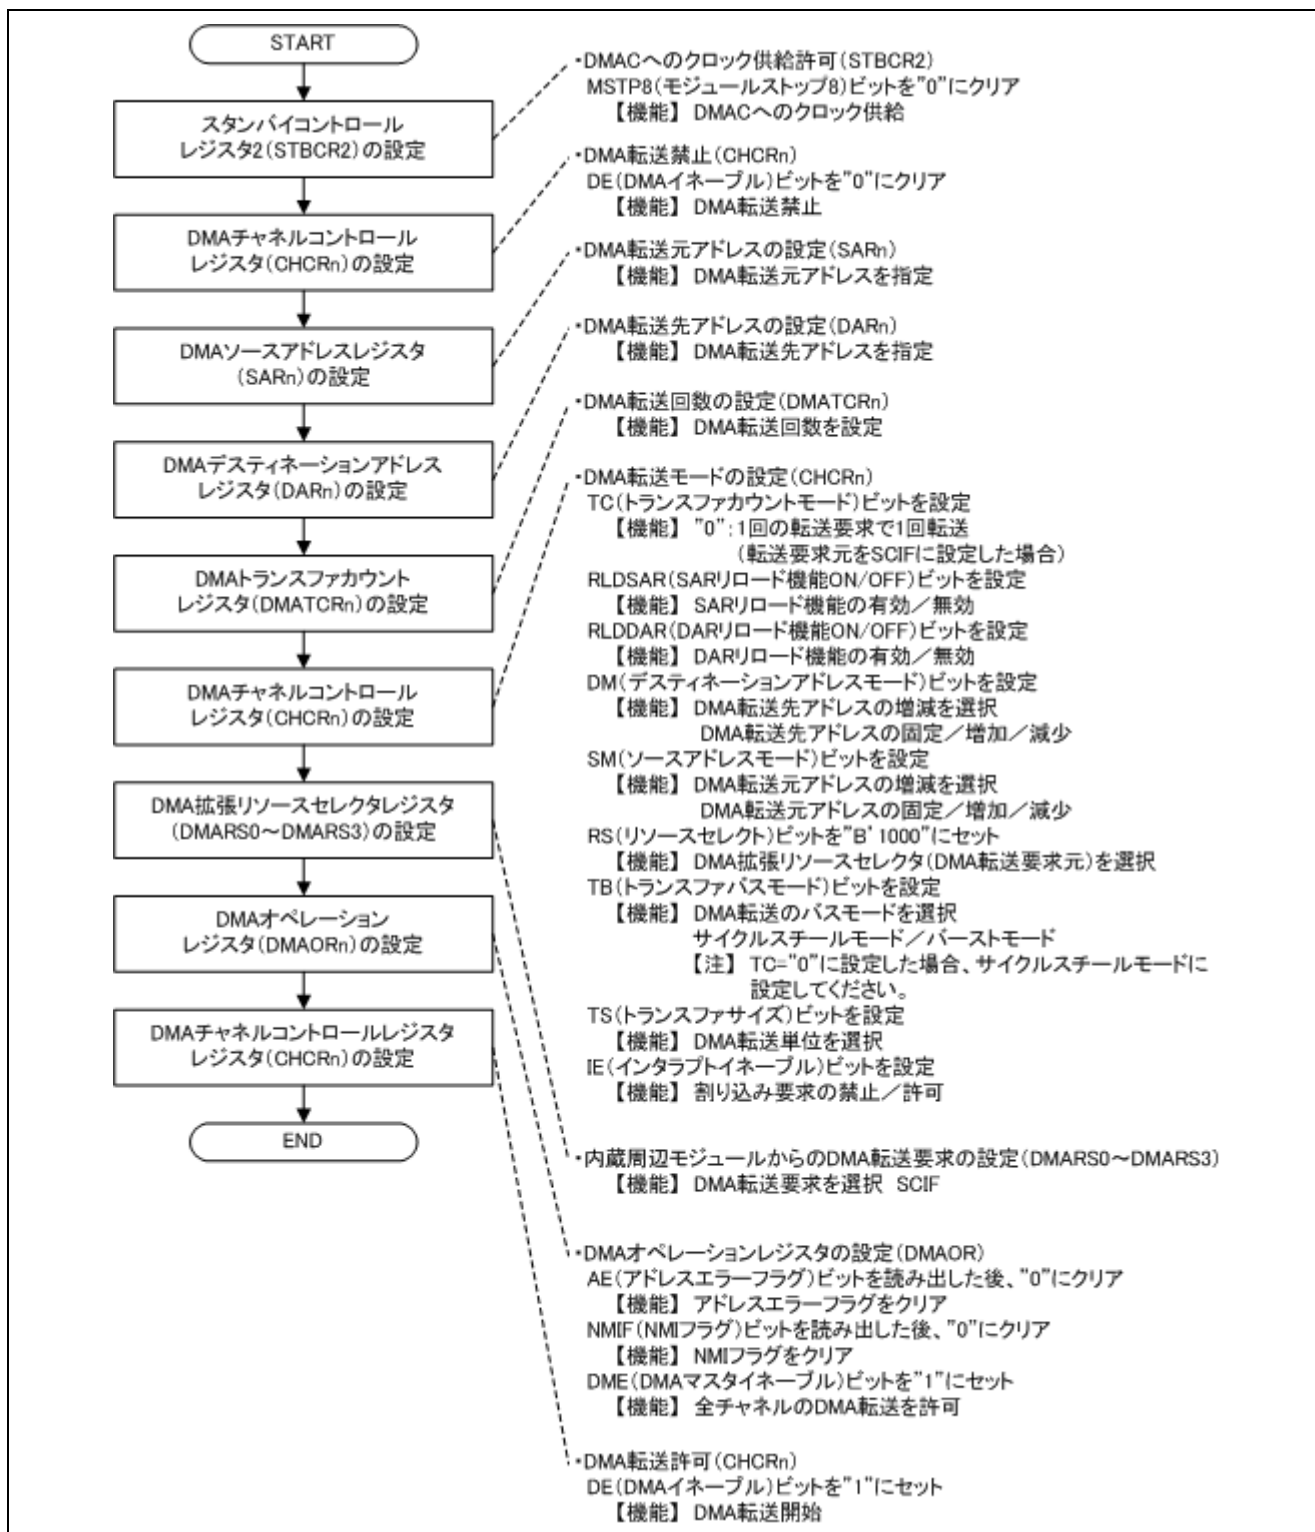 START
スタンバイコントロール
レジスタ2(STBCR2)の設定
DMAチャネルコントロール
レジスタ(CHCRn)の設定
DMAソースアドレスレジスタ
(SARn)の設定
DMAデスティネーションアドレス
レジスタ(DARn)の設定
DMAトランスファカウント
レジスタ(DMATCRn)の設定
DMAチャネルコントロール
レジスタ(CHCRn)の設定
DMA拡張リソースセレクタレジスタ
(DMARS0～DMARS3)の設定
DMAオペレーション
レジスタ(DMAORn)の設定
DMAチャネルコントロールレジスタ
レジスタ(CHCRn)の設定
END
・DMACへのクロック供給許可(STBCR2)
MSTP8(モジュールストップ8)ビットを"0"にクリア
【機能】 DMACへのクロック供給
・DMA転送禁止(CHCRn)
DE(DMAイネーブル)ビットを"0"にクリア
【機能】 DMA転送禁止
・DMA転送元アドレスの設定(SARn)
【機能】 DMA転送元アドレスを指定
・DMA転送先アドレスの設定(DARn)
【機能】 DMA転送先アドレスを指定
・DMA転送回数の設定(DMATCRn)
【機能】 DMA転送回数を設定
・DMA転送モードの設定(CHCRn)
TC(トランスファカウントモード)ビットを設定
【機能】 "0":1回の転送要求で1回転送
(転送要求元をSCIFに設定した場合)
RLDSAR(SARリロード機能ON/OFF)ビットを設定
【機能】 SARリロード機能の有効／無効
RLDDAR(DARリロード機能ON/OFF)ビットを設定
【機能】 DARリロード機能の有効／無効
DM(デスティネーションアドレスモード)ビットを設定
【機能】 DMA転送先アドレスの増減を選択
DMA転送先アドレスの固定／増加／減少
SM(ソースアドレスモード)ビットを設定
【機能】 DMA転送元アドレスの増減を選択
DMA転送元アドレスの固定／増加／減少
RS(リソースセレクト)ビットを"B'1000"にセット
【機能】 DMA拡張リソースセレクタ(DMA転送要求元)を選択
TB(トランスファバスモード)ビットを設定
【機能】 DMA転送のバスモードを選択
サイクルスチールモード／バーストモード
【注】 TC="0"に設定した場合、サイクルスチールモードに
設定してください。
TS(トランスファサイズ)ビットを設定
【機能】 DMA転送単位を選択
IE(インタラプトイネーブル)ビットを設定
【機能】 割り込み要求の禁止／許可
・内蔵周辺モジュールからのDMA転送要求の設定(DMARS0～DMARS3)
【機能】 DMA転送要求を選択 SCIF
・DMAオペレーションレジスタの設定(DMAOR)
AE(アドレスエラーフラグ)ビットを読み出した後、"0"にクリア
【機能】 アドレスエラーフラグをクリア
NMIF(NMIフラグ)ビットを読み出した後、"0"にクリア
【機能】 NMIフラグをクリア
DME(DMAマスタイネーブル)ビットを"1"にセット
【機能】 全チャネルのDMA転送を許可
・DMA転送許可(CHCRn)
DE(DMAイネーブル)ビットを"1"にセット
【機能】 DMA転送開始